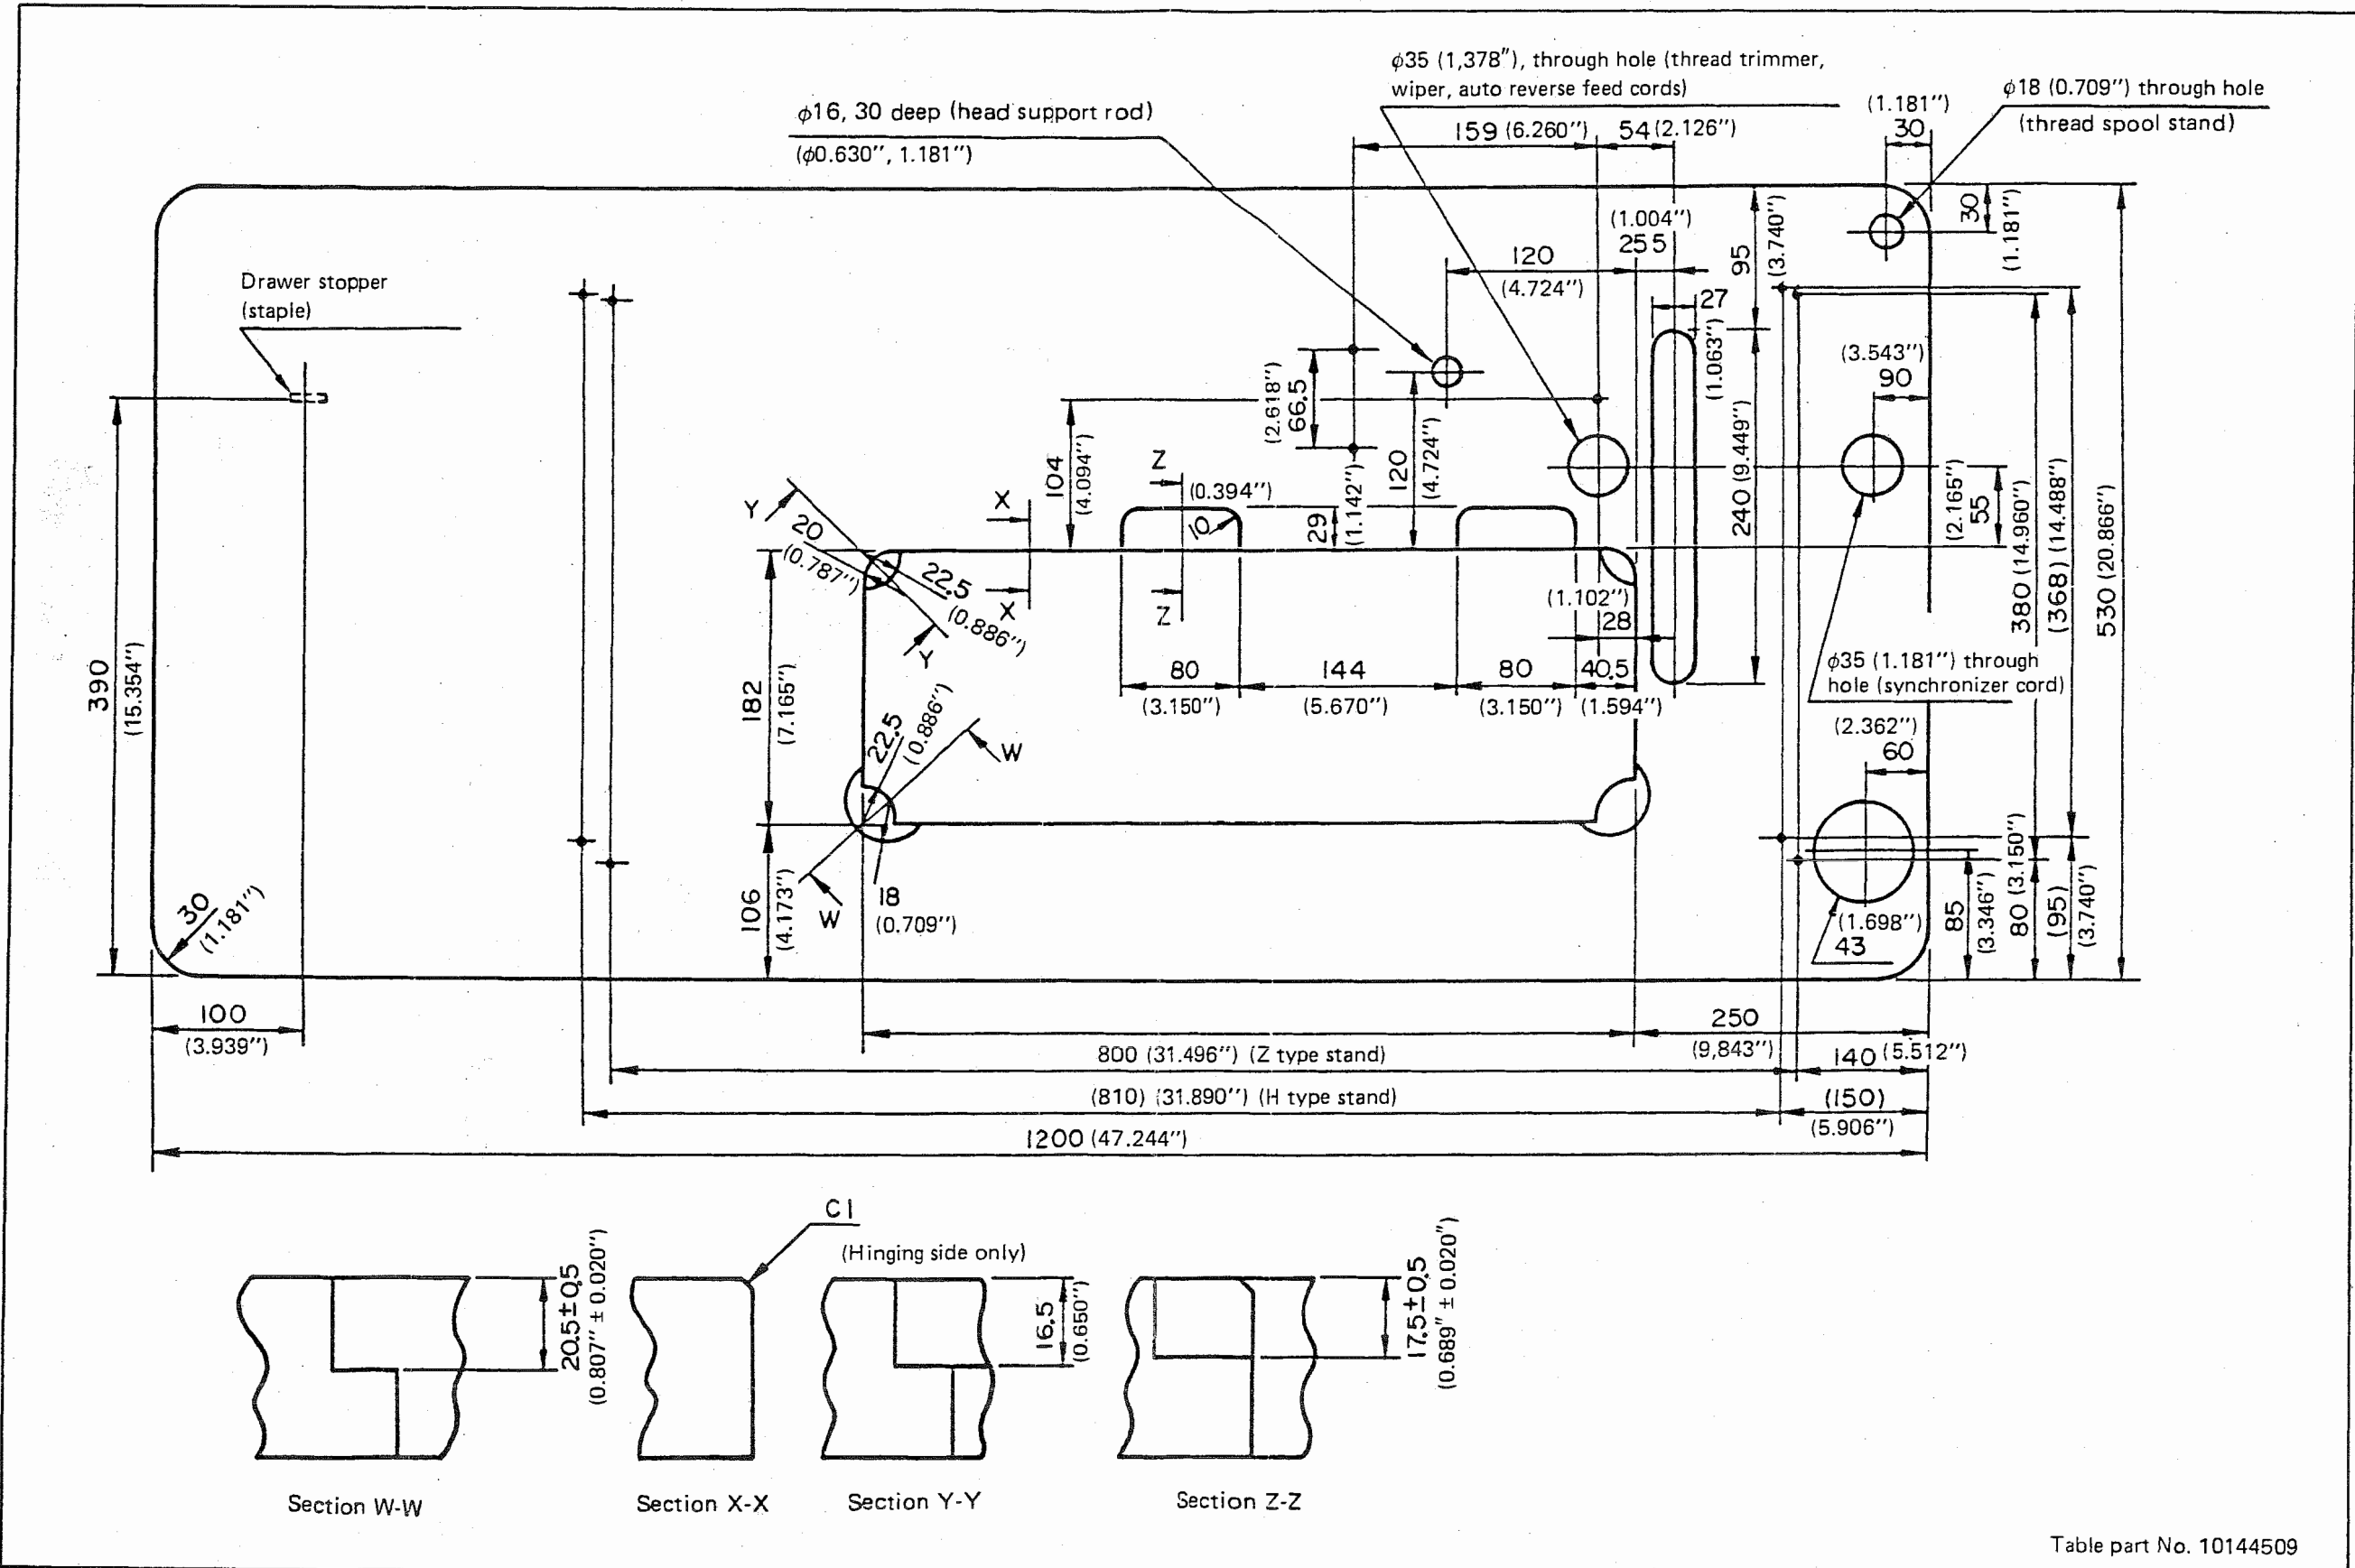 φ35 (1,378"), through hole (thread trimmer,
wiper, auto reverse feed cords)
φ16, 30 deep (head support rod)
(φ0.630", 1.181")
φ18 (0.709") through hole
(thread spool stand)
(1.181")
30
159 (6.260")
54 (2.126")
30
(1.181")
(1.004")
25 5
95
(3.740")
120
(4.724")
27
(1.063")
Drawer stopper
(staple)
(3.543")
90
66.5
(2.618")
104
(4.094")
120
(4.724")
240 (9.449")
Z
(0.394")
10
29
(1.142")
X
Y
20
(0.787")
22.5
(0.886")
X
Z
Y
55
(2.165")
380 (14.960")
(368) (14.488")
530 (20.866")
(1.102")
28
390
(15.354")
182
(7.165")
80
(3.150")
144
(5.670")
80
(3.150")
40.5
(1.594")
φ35 (1.181") through
hole (synchronizer cord)
22.5
(0.886")
W
(2.362")
60
106
(4.173")
W
18
(0.709")
30
(1.181")
(1.698")
43
85
(3.346")
80 (3.150")
(95)
(3.740")
100
(3.939")
250
(9,843")
800 (31.496") (Z type stand)
140 (5.512")
(810) (31.890") (H type stand)
(150)
(5.906")
1200 (47.244")
C1
(Hinging side only)
20.5±0.5
(0.807" ± 0.020")
16.5
(0.650")
17.5±0.5
(0.689" ± 0.020")
Section W-W
Section X-X
Section Y-Y
Section Z-Z
Table part No. 10144509